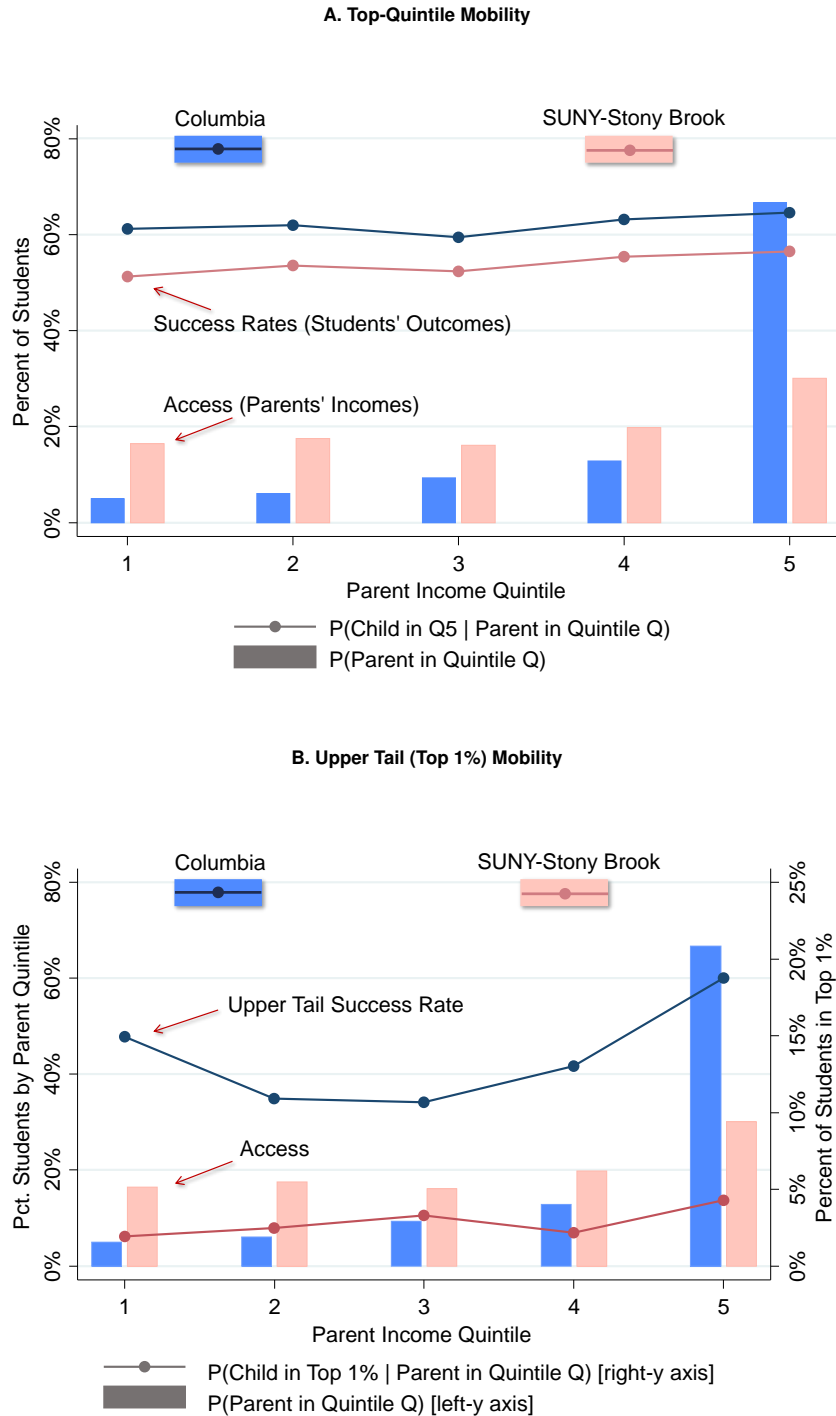 A. Top-Quintile Mobility
Columbia
SUNY-Stony Brook
80%
60%
40%
20%
0%
Percent of Students
Success Rates (Students' Outcomes)
Access (Parents' Incomes)
1 2 3 4 5
Parent Income Quintile
P(Child in Q5 | Parent in Quintile Q)
P(Parent in Quintile Q)
B. Upper Tail (Top 1%) Mobility
Columbia
SUNY-Stony Brook
80%
60%
40%
20%
0%
Pct. Students by Parent Quintile
Upper Tail Success Rate
Access
25%
20%
15%
10%
5%
0%
Percent of Students in Top 1%
1 2 3 4 5
Parent Income Quintile
P(Child in Top 1% | Parent in Quintile Q) [right-y axis]
P(Parent in Quintile Q) [left-y axis]